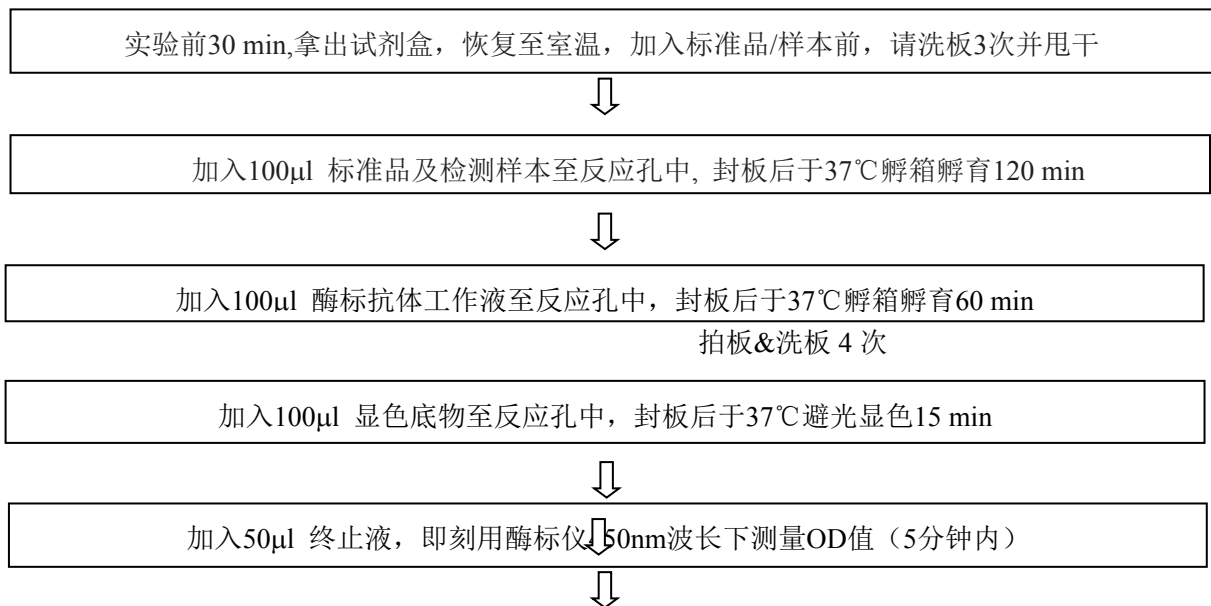 实验前30 min,拿出试剂盒，恢复至室温，加入标准品/样本前，请洗板3次并甩干
加入100μl 标准品及检测样本至反应孔中, 封板后于37℃孵箱孵育120 min
加入100μl 酶标抗体工作液至反应孔中，封板后于37℃孵箱孵育60 min
拍板&洗板 4 次
加入100μl 显色底物至反应孔中，封板后于37℃避光显色15 min
加入50μl 终止液，即刻用酶标仪 50nm波长下测量OD值（5分钟内）